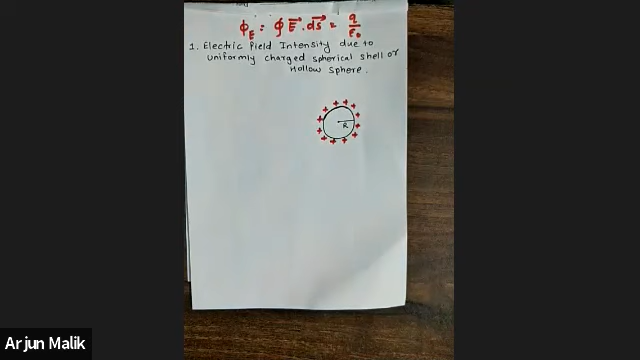 ϕE : ∮ E⃗ . ds⃗ = q/ε₀
1. Electric Field Intensity due to
uniformly charged spherical shell or
Hollow sphere.
R
Arjun Malik